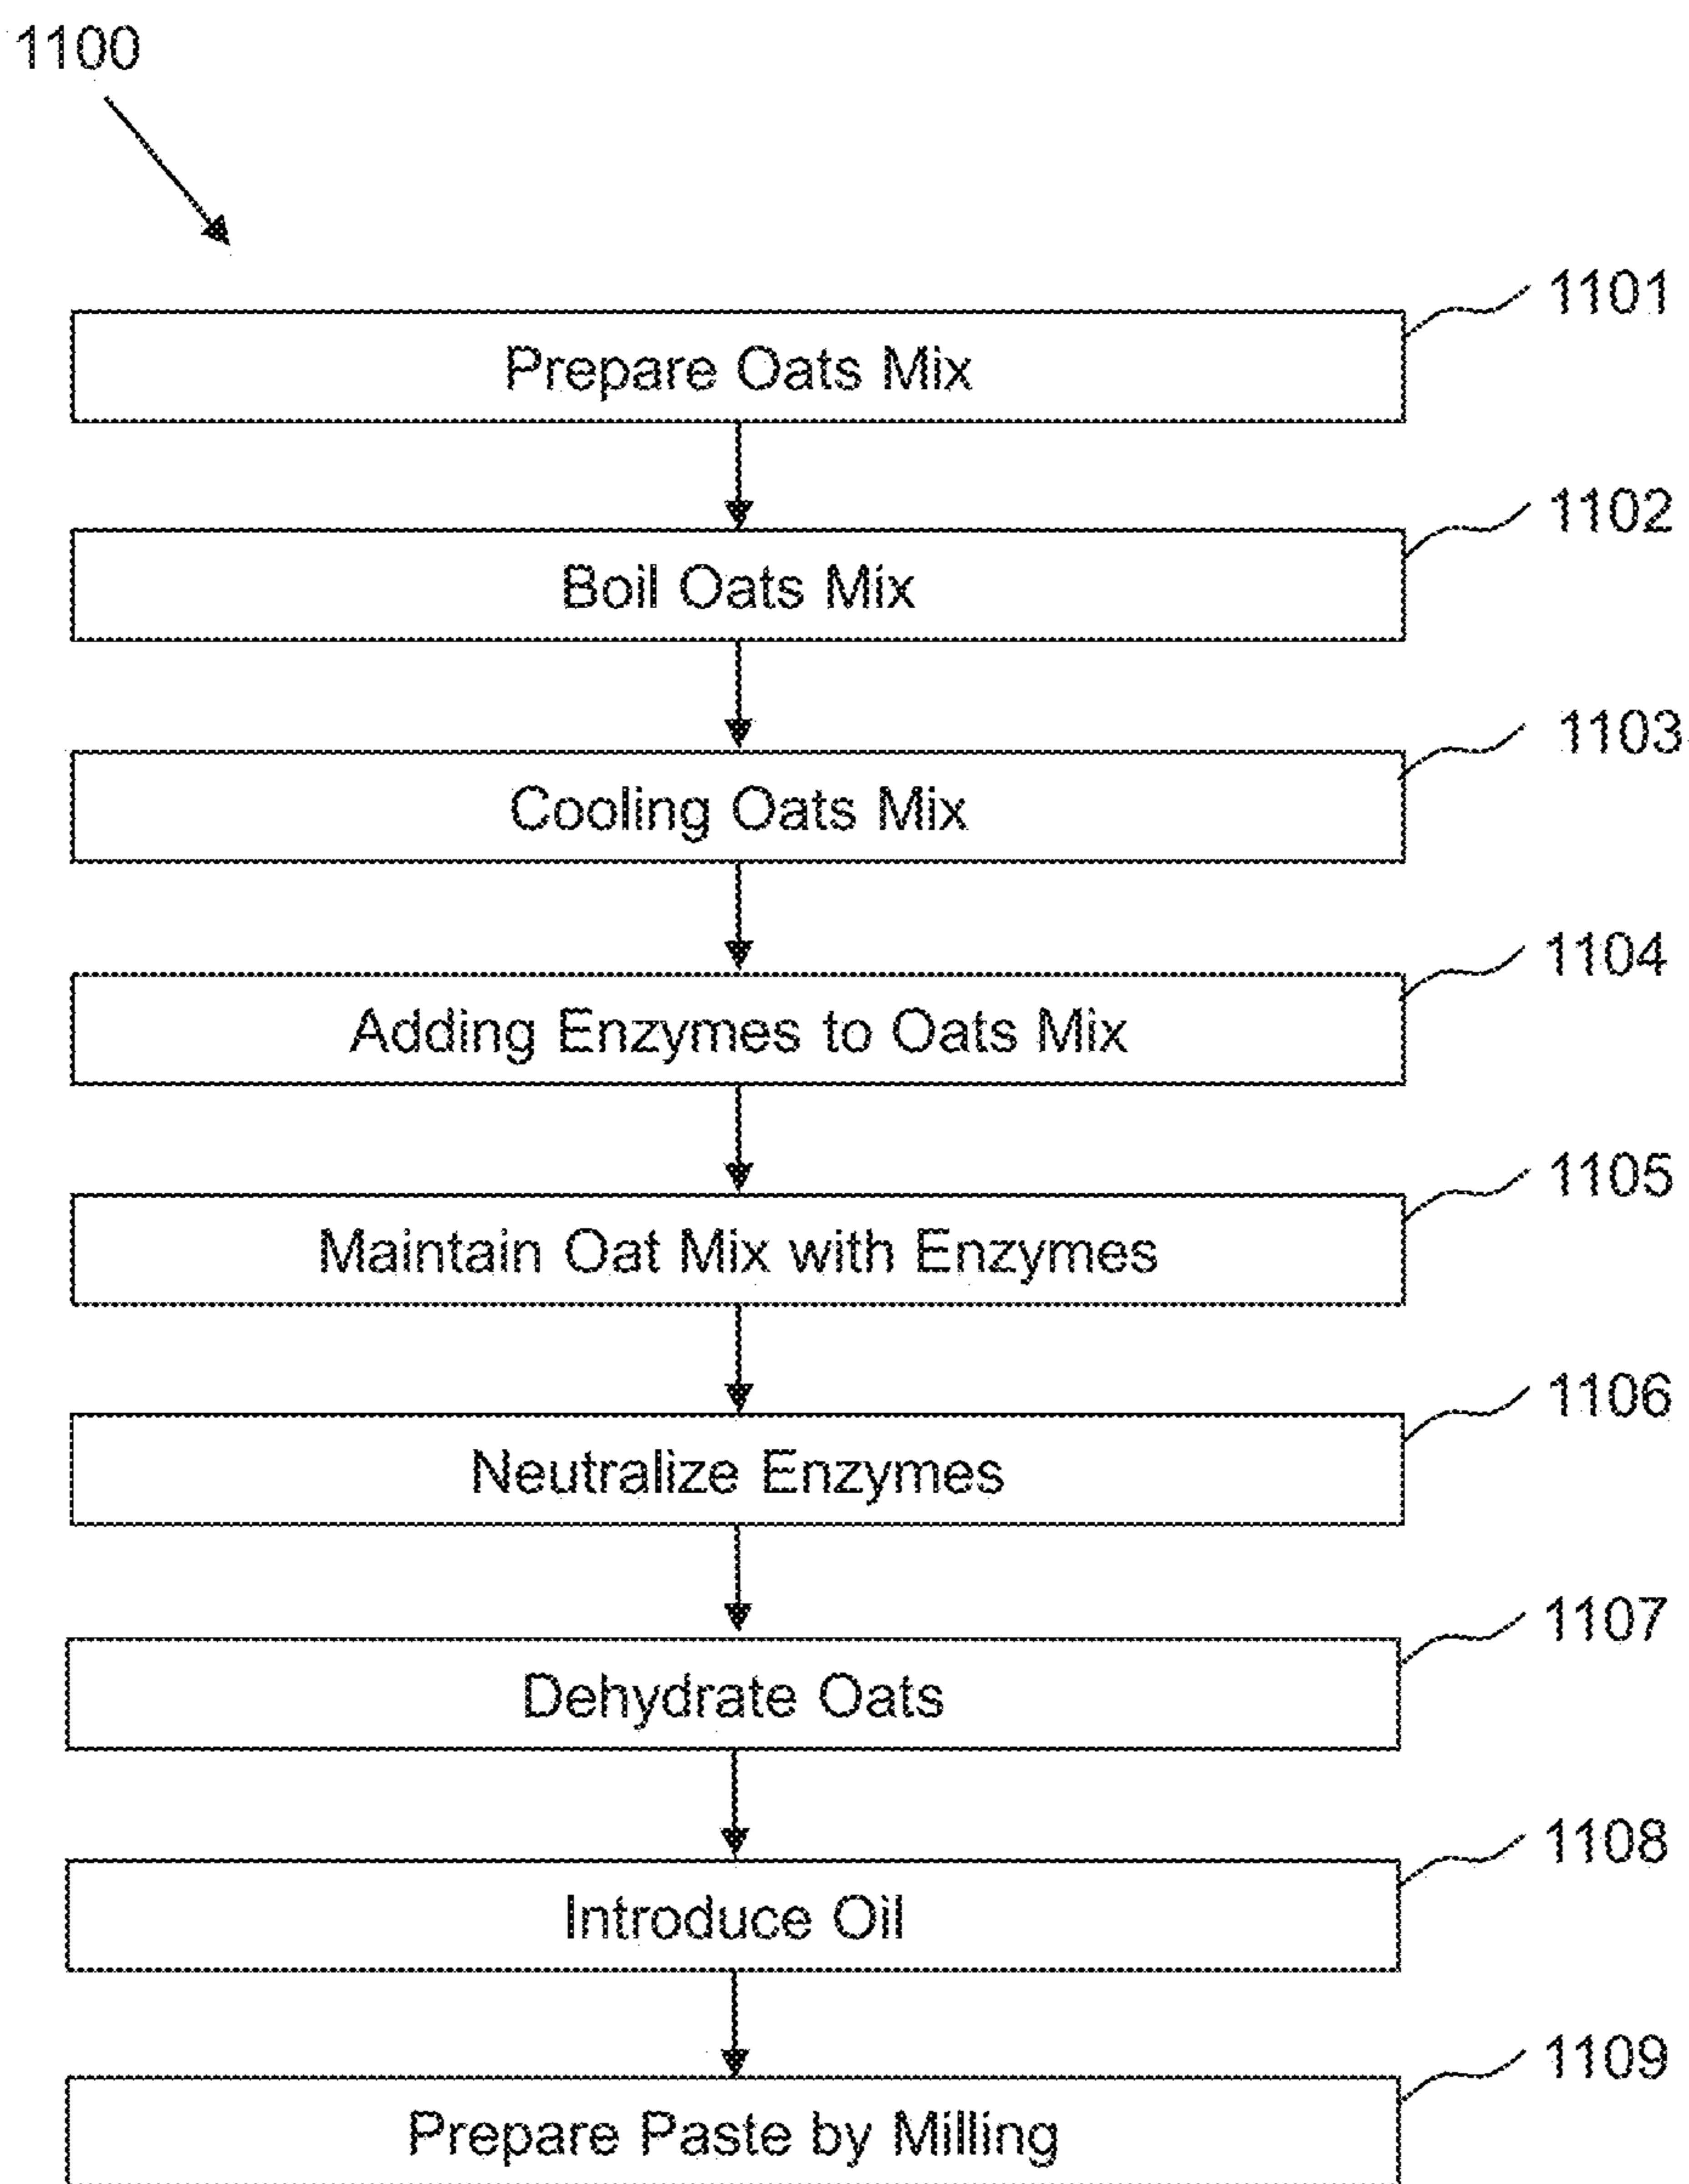 1100
1101
Prepare Oats Mix
1102
Boil Oats Mix
1103
Cooling Oats Mix
1104
Adding Enzymes to Oats Mix
1105
Maintain Oat Mix with Enzymes
1106
Neutralize Enzymes
1107
Dehydrate Oats
1108
Introduce Oil
1109
Prepare Paste by Milling